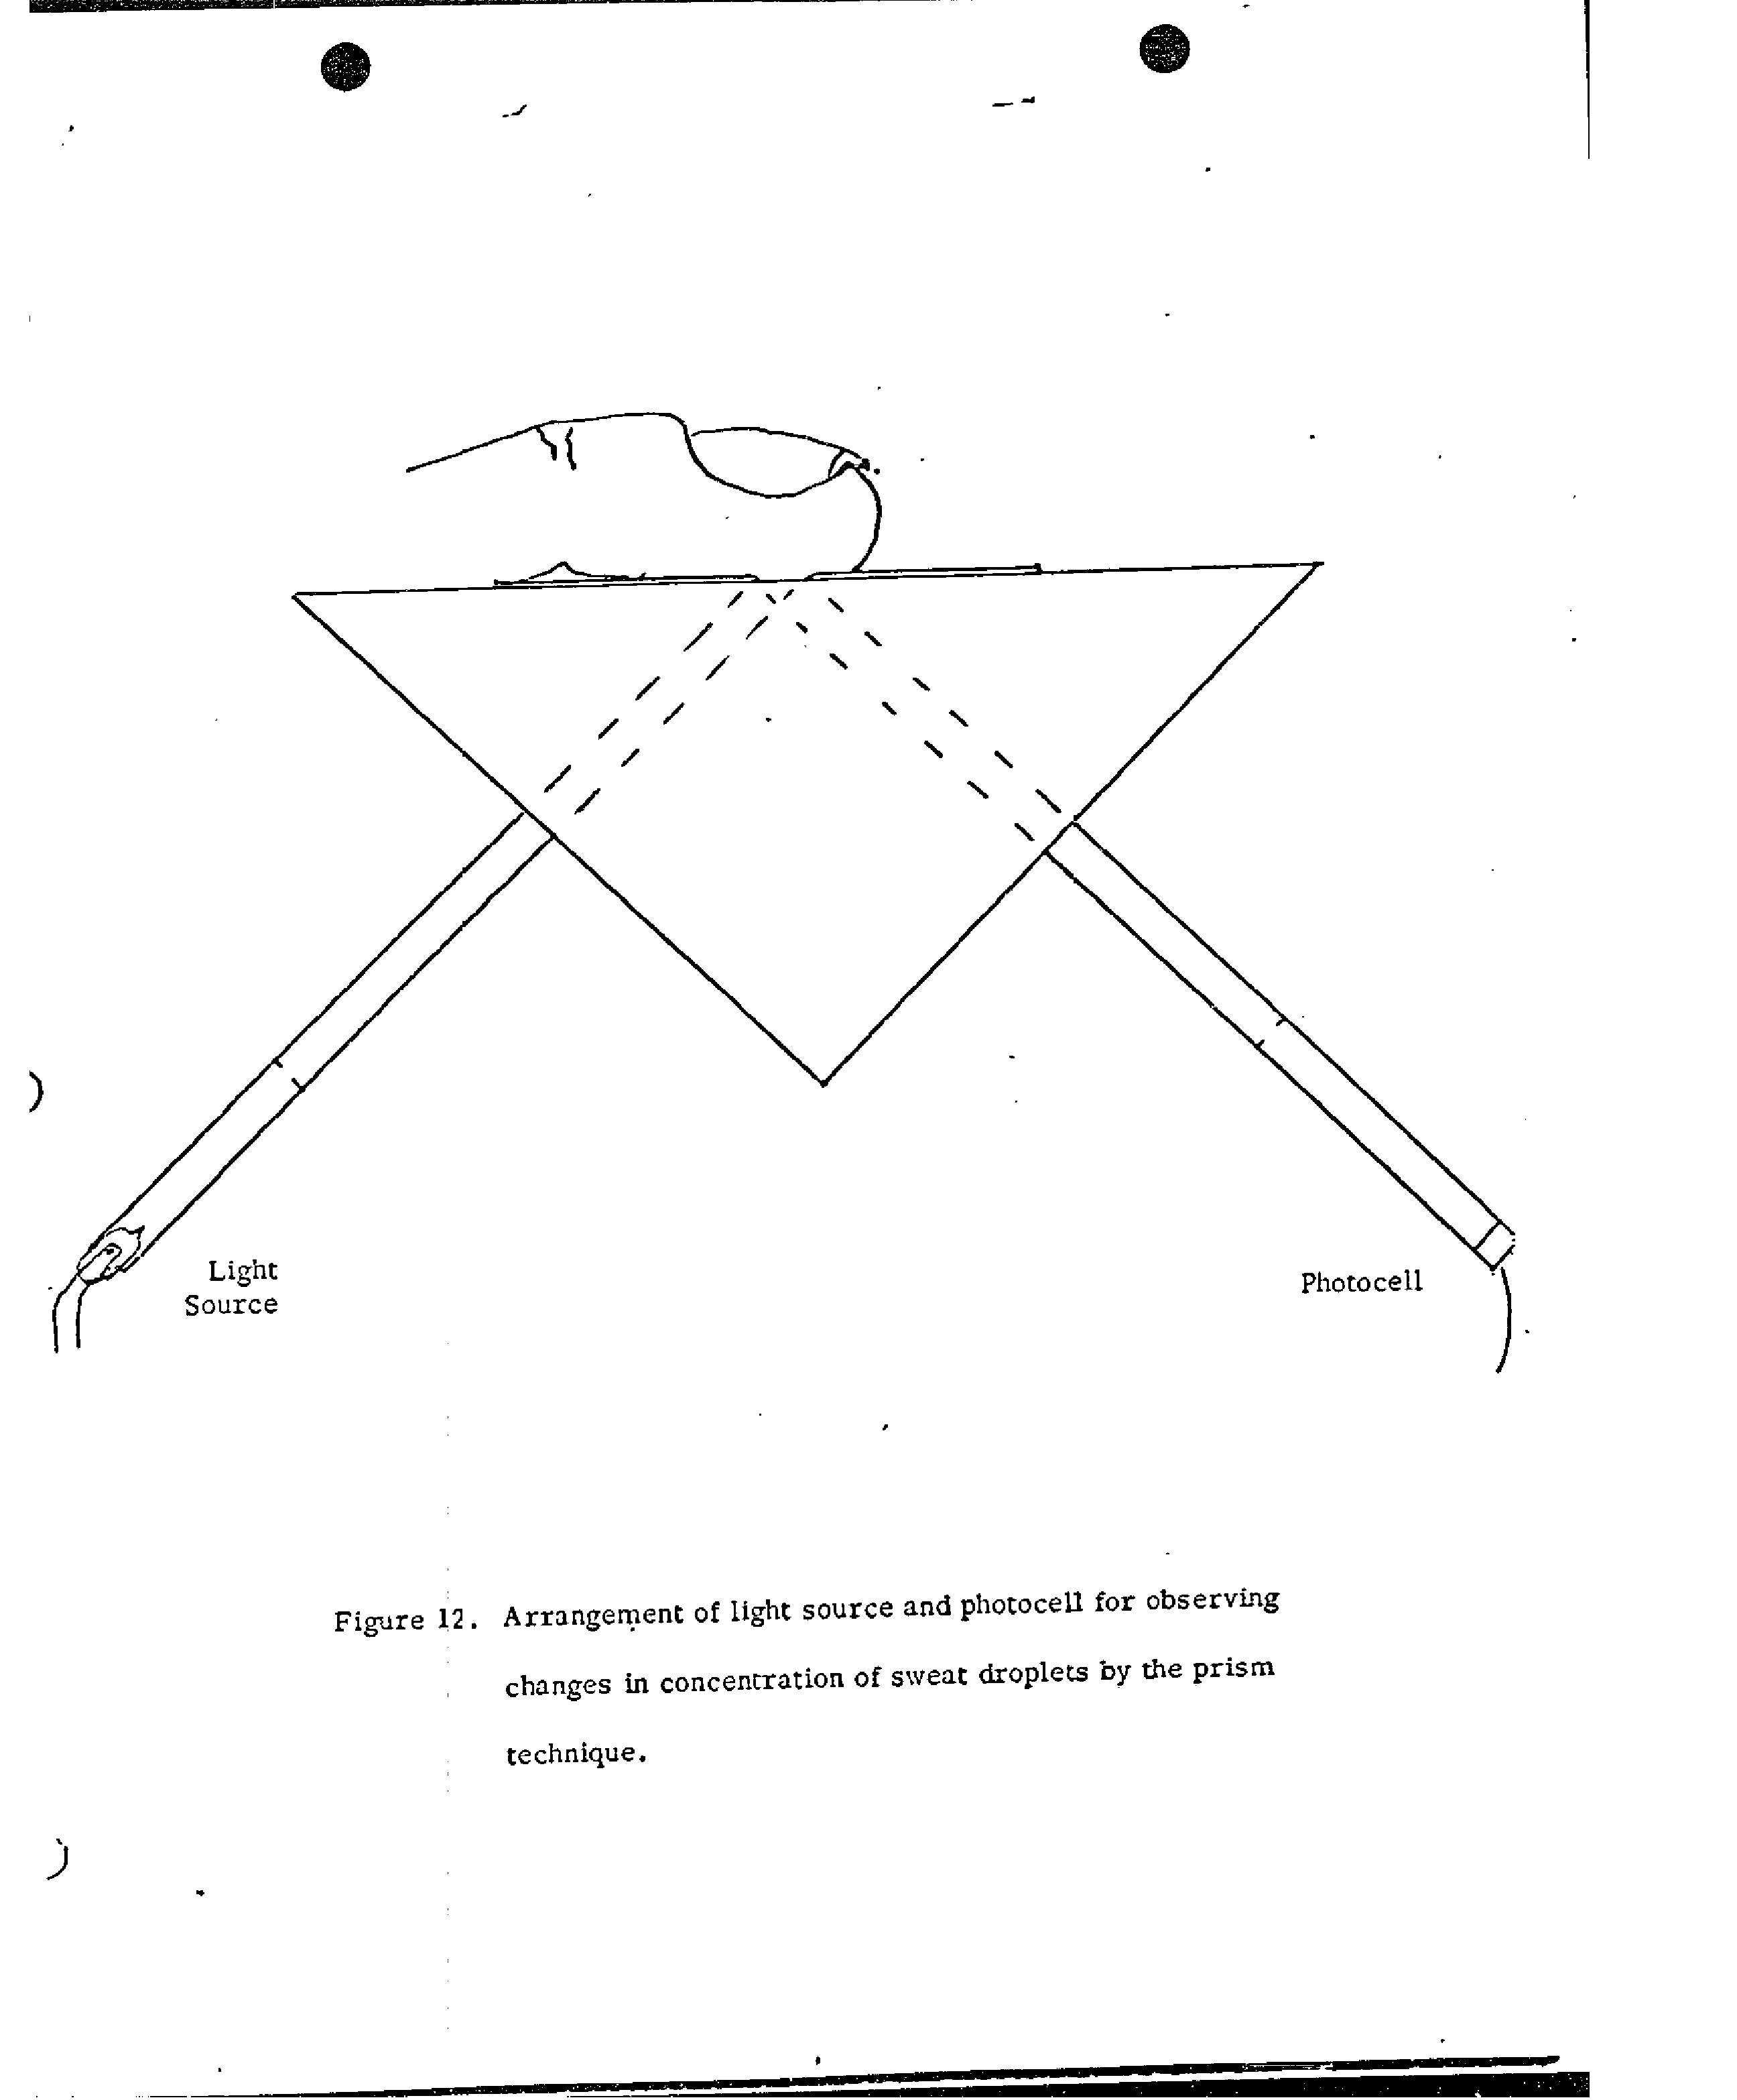 Light
Source
Photocell
Figure 12. Arrangement of light source and photocell for observing
changes in concentration of sweat droplets by the prism
technique.